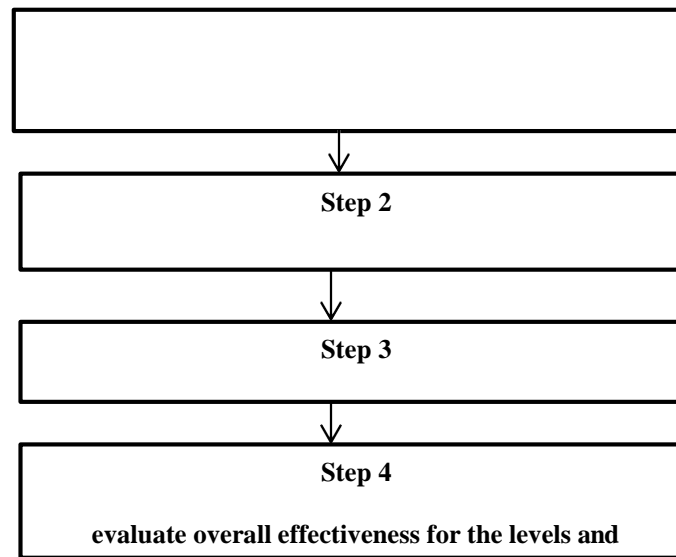 Step 2
Step 3
Step 4
evaluate overall effectiveness for the levels and